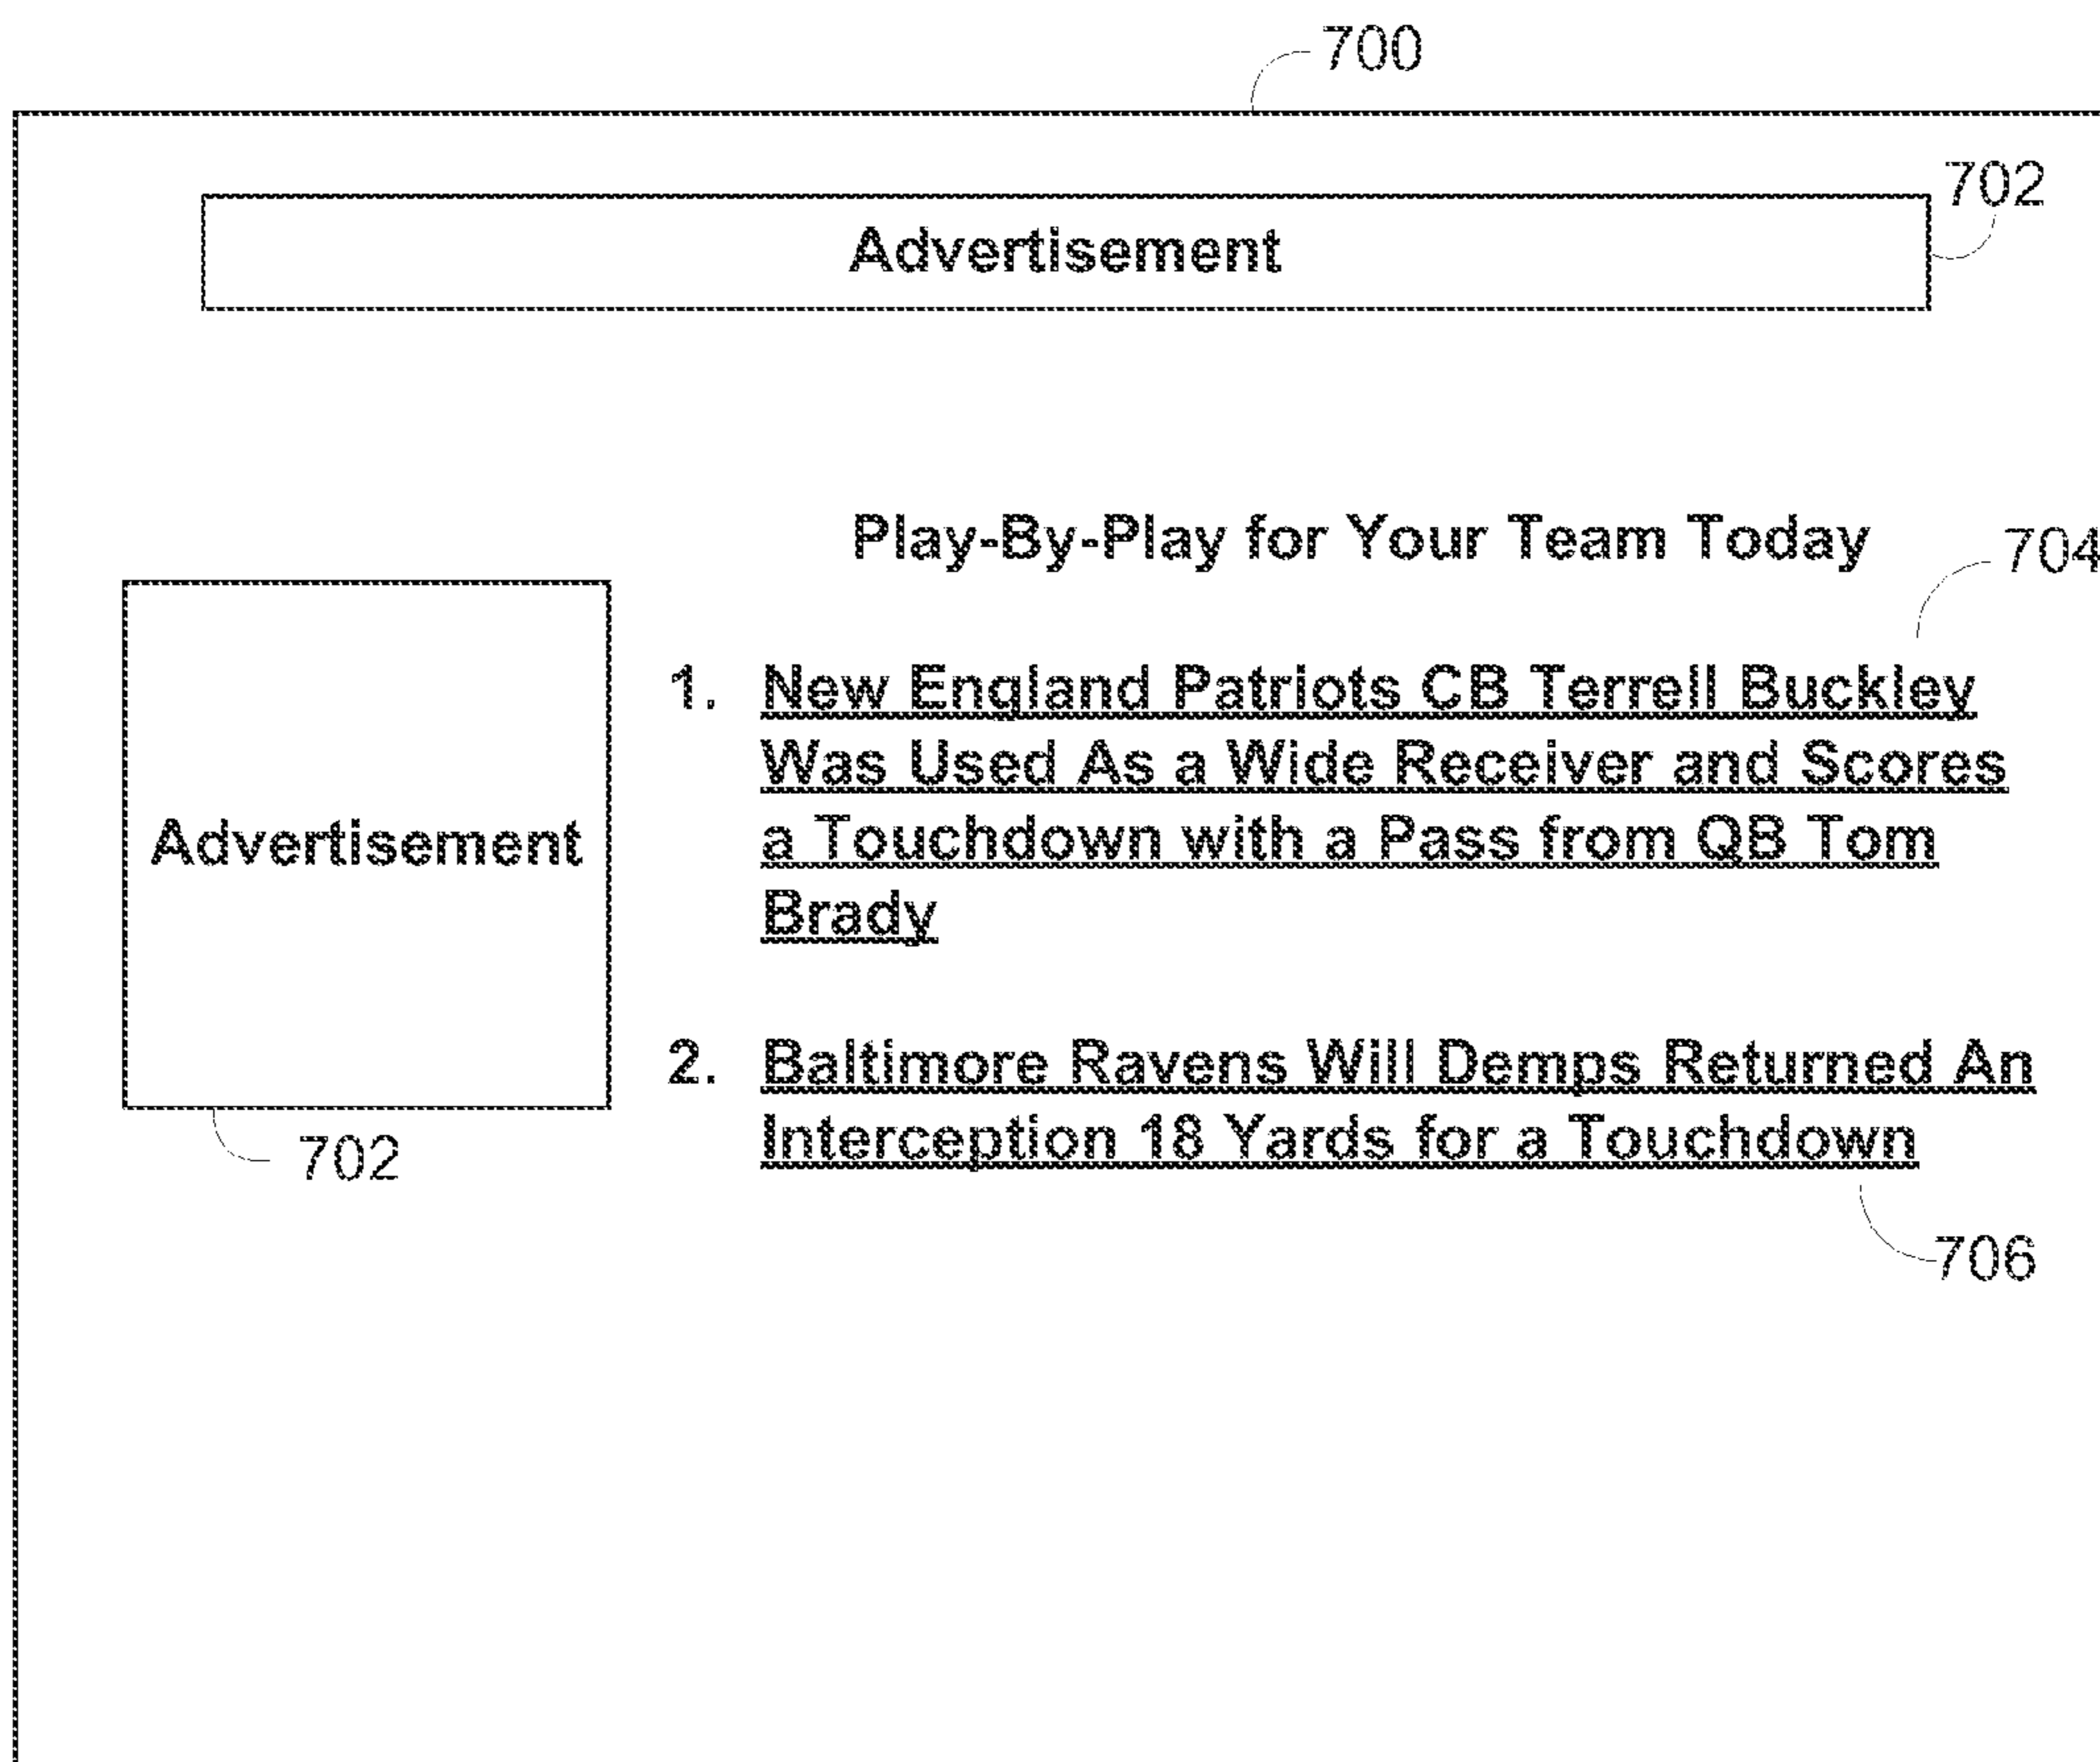 700
702
Advertisement
Play-By-Play for Your Team Today
704
1. New England Patriots CB Terrell Buckley
Was Used As a Wide Receiver and Scores
a Touchdown with a Pass from QB Tom
Brady
Advertisement
2. Baltimore Ravens Will Demps Returned An
Interception 18 Yards for a Touchdown
702
706